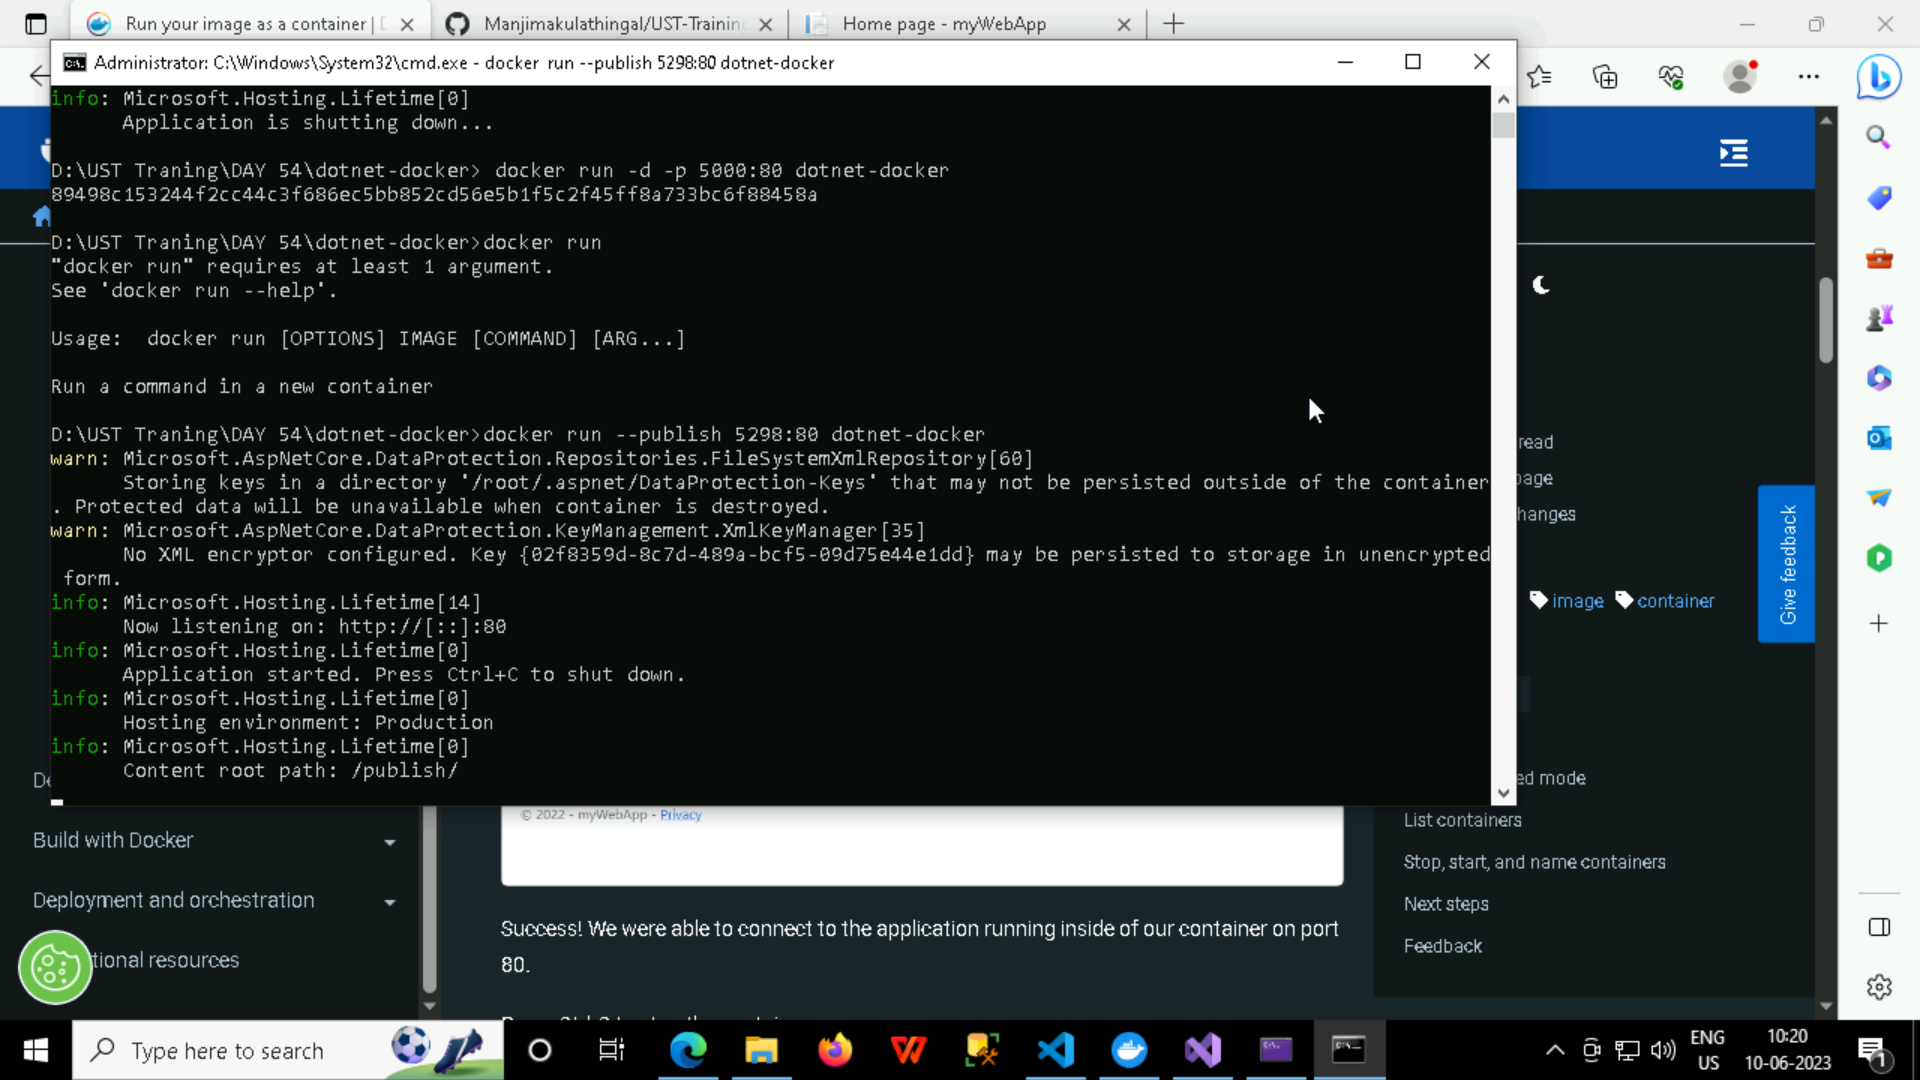 Run your image as a container | D
Manjimakulathingal/UST-Training
Home page - myWebApp
Administrator: C:\Windows\System32\cmd.exe - docker  run --publish 5298:80 dotnet-docker
info: Microsoft.Hosting.Lifetime[0]
Application is shutting down...
D:\UST Traning\DAY 54\dotnet-docker> docker run -d -p 5000:80 dotnet-docker
89498c153244f2cc44c3f686ec5bb852cd56e5b1f5c2f45ff8a733bc6f88458a
D:\UST Traning\DAY 54\dotnet-docker>docker run
"docker run" requires at least 1 argument.
See 'docker run --help'.
Usage:  docker run [OPTIONS] IMAGE [COMMAND] [ARG...]
Run a command in a new container
D:\UST Traning\DAY 54\dotnet-docker>docker run --publish 5298:80 dotnet-docker
warn: Microsoft.AspNetCore.DataProtection.Repositories.FileSystemXmlRepository[60]
Storing keys in a directory '/root/.aspnet/DataProtection-Keys' that may not be persisted outside of the container
. Protected data will be unavailable when container is destroyed.
warn: Microsoft.AspNetCore.DataProtection.KeyManagement.XmlKeyManager[35]
No XML encryptor configured. Key {02f8359d-8c7d-489a-bcf5-09d75e44e1dd} may be persisted to storage in unencrypted
form.
info: Microsoft.Hosting.Lifetime[14]
Now listening on: http://[::]:80
info: Microsoft.Hosting.Lifetime[0]
Application started. Press Ctrl+C to shut down.
info: Microsoft.Hosting.Lifetime[0]
Hosting environment: Production
info: Microsoft.Hosting.Lifetime[0]
Content root path: /publish/
read
page
hanges
image container
Give feedback
ed mode
List containers
Stop, start, and name containers
Next steps
Feedback
De
Build with Docker
Deployment and orchestration
tional resources
© 2022 - myWebApp - Privacy
Success! We were able to connect to the application running inside of our container on port
80.
Type here to search
ENG
US
10:20
10-06-2023
1